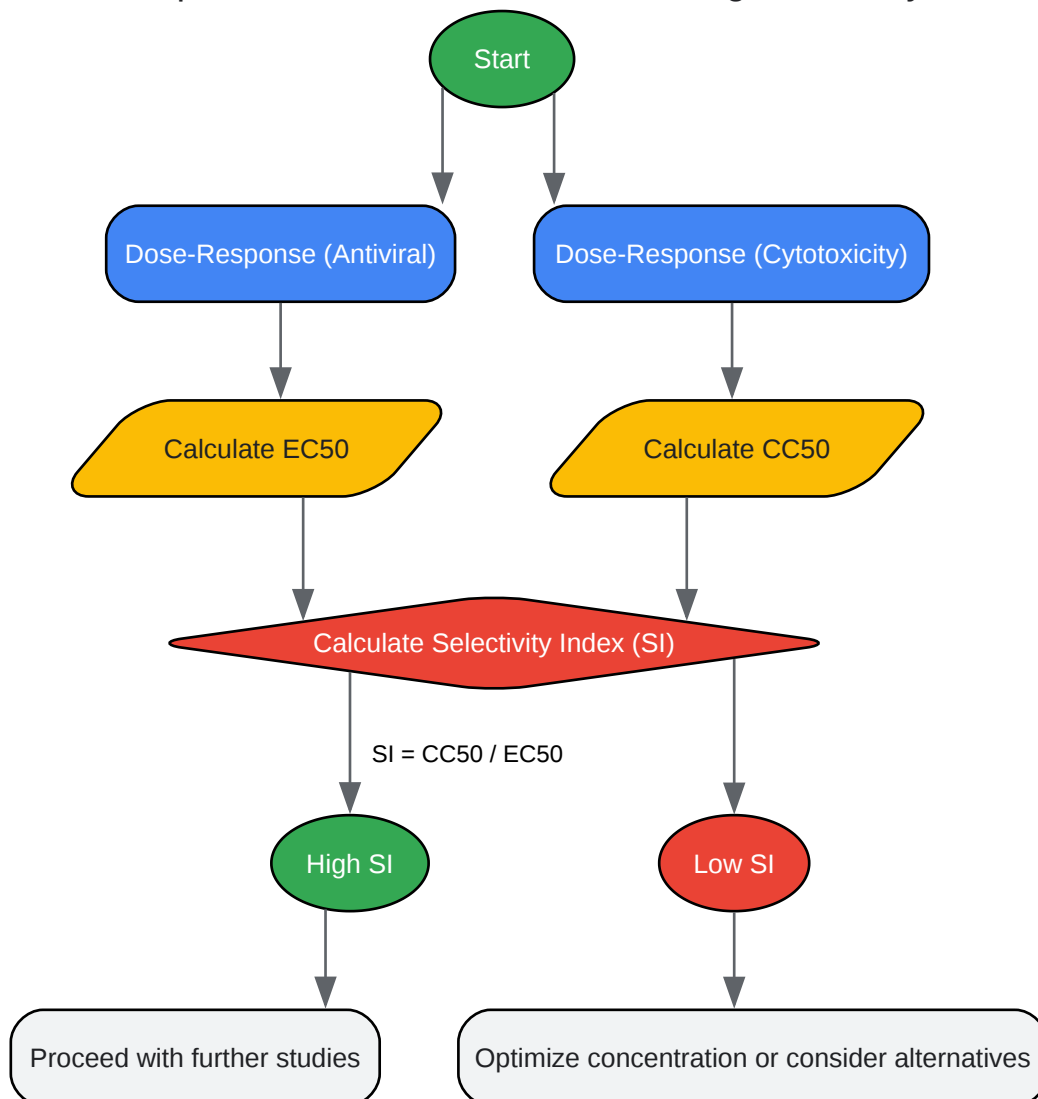 Start
Dose-Response (Antiviral)
Dose-Response (Cytotoxicity)
Calculate EC50
Calculate CC50
Calculate Selectivity Index (SI)
SI = CC50 / EC50
High SI
Low SI
Proceed with further studies
Optimize concentration or consider alternatives